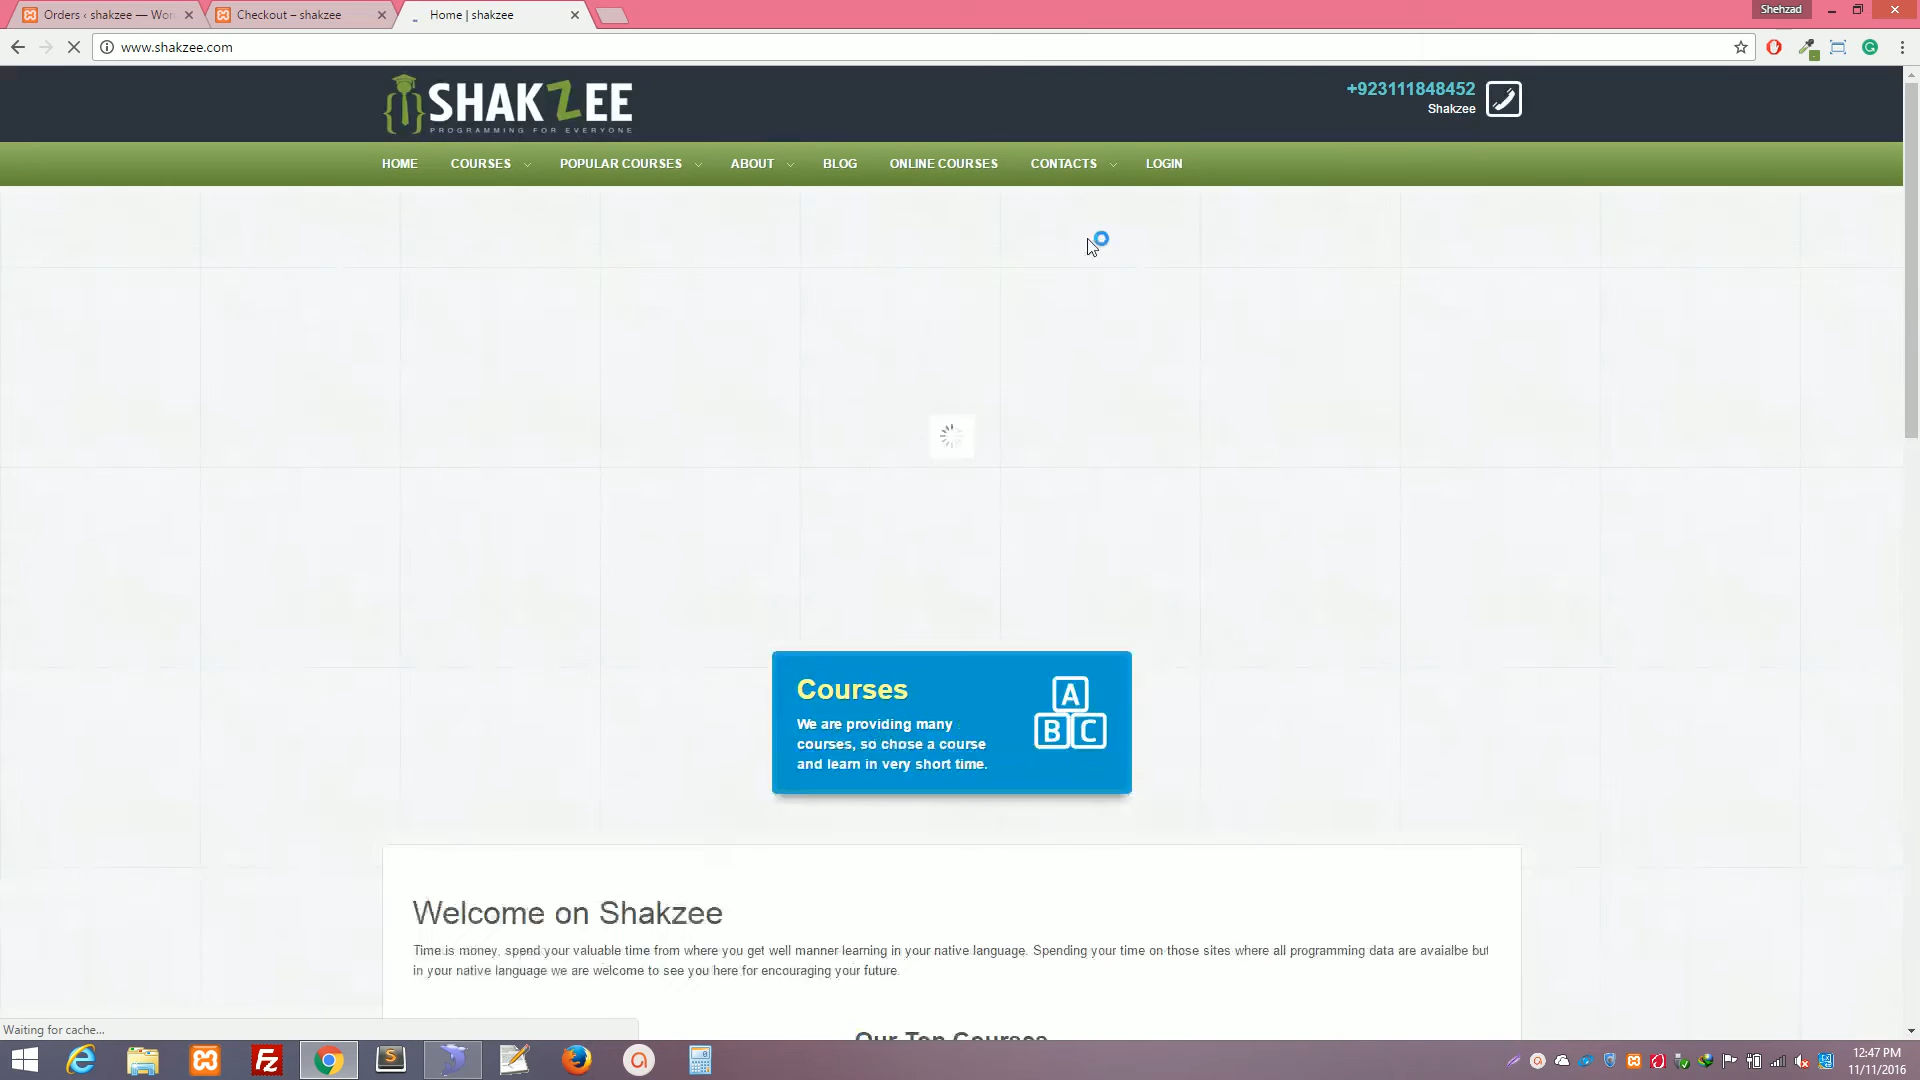 Orders ‹ shakzee — Wor
Checkout – shakzee
Home | shakzee
Shehzad
www.shakzee.com
SHAKZEE
PROGRAMMING FOR EVERYONE
+923111848452
Shakzee
HOME
COURSES
POPULAR COURSES
ABOUT
BLOG
ONLINE COURSES
CONTACTS
LOGIN
Courses
We are providing many
courses, so chose a course
and learn in very short time.
A
B C
Welcome on Shakzee
Time is money, spend your valuable time from where you get well manner learning in your native language. Spending your time on those sites where all programming data are avaialbe but
in your native language we are welcome to see you here for encouraging your future.
Our Top Courses
Waiting for cache...
12:47 PM
11/11/2016